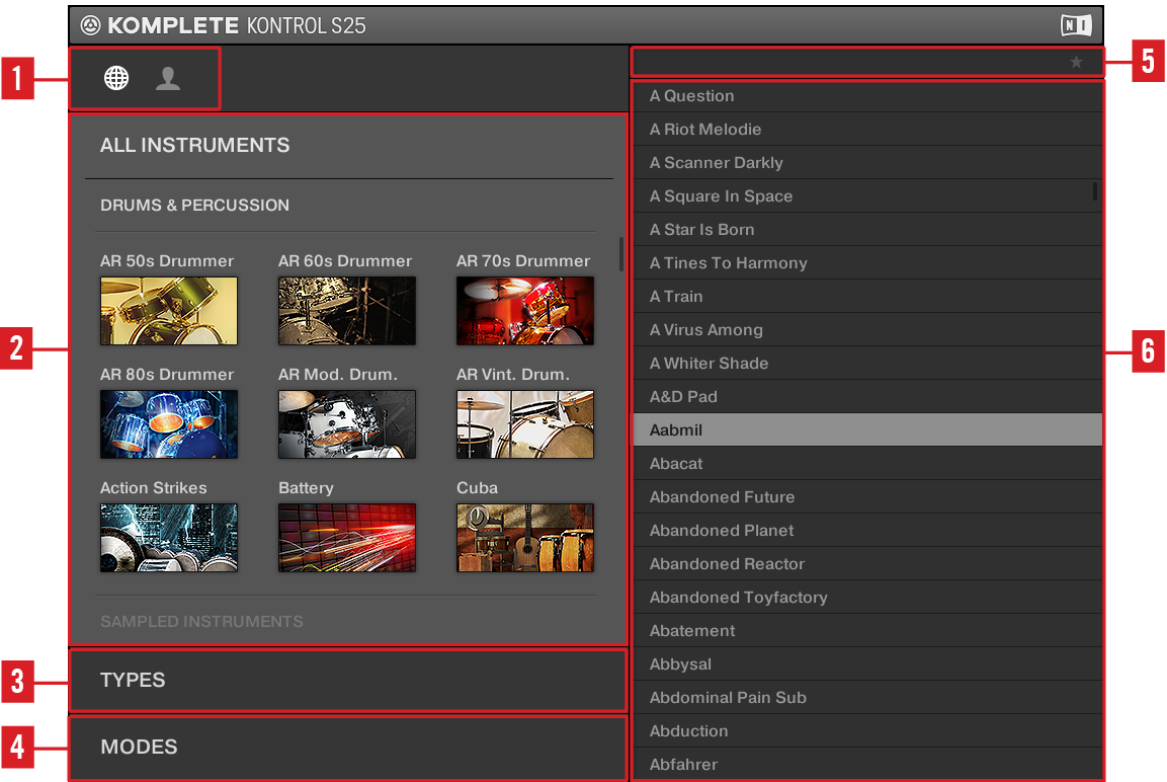 KOMPLETE KONTROL S25
NI
1
2
ALL INSTRUMENTS
DRUMS & PERCUSSION
AR 50s Drummer AR 60s Drummer AR 70s Drummer
AR 80s Drummer AR Mod. Drum. AR Vint. Drum.
Action Strikes Battery Cuba
SAMPLED INSTRUMENTS
3
TYPES
4
MODES
5
6
A Question
A Riot Melodie
A Scanner Darkly
A Square In Space
A Star Is Born
A Tines To Harmony
A Train
A Virus Among
A Whiter Shade
A&D Pad
Aabmil
Abacat
Abandoned Future
Abandoned Planet
Abandoned Reactor
Abandoned Toyfactory
Abatement
Abbysal
Abdominal Pain Sub
Abduction
Abfahrer